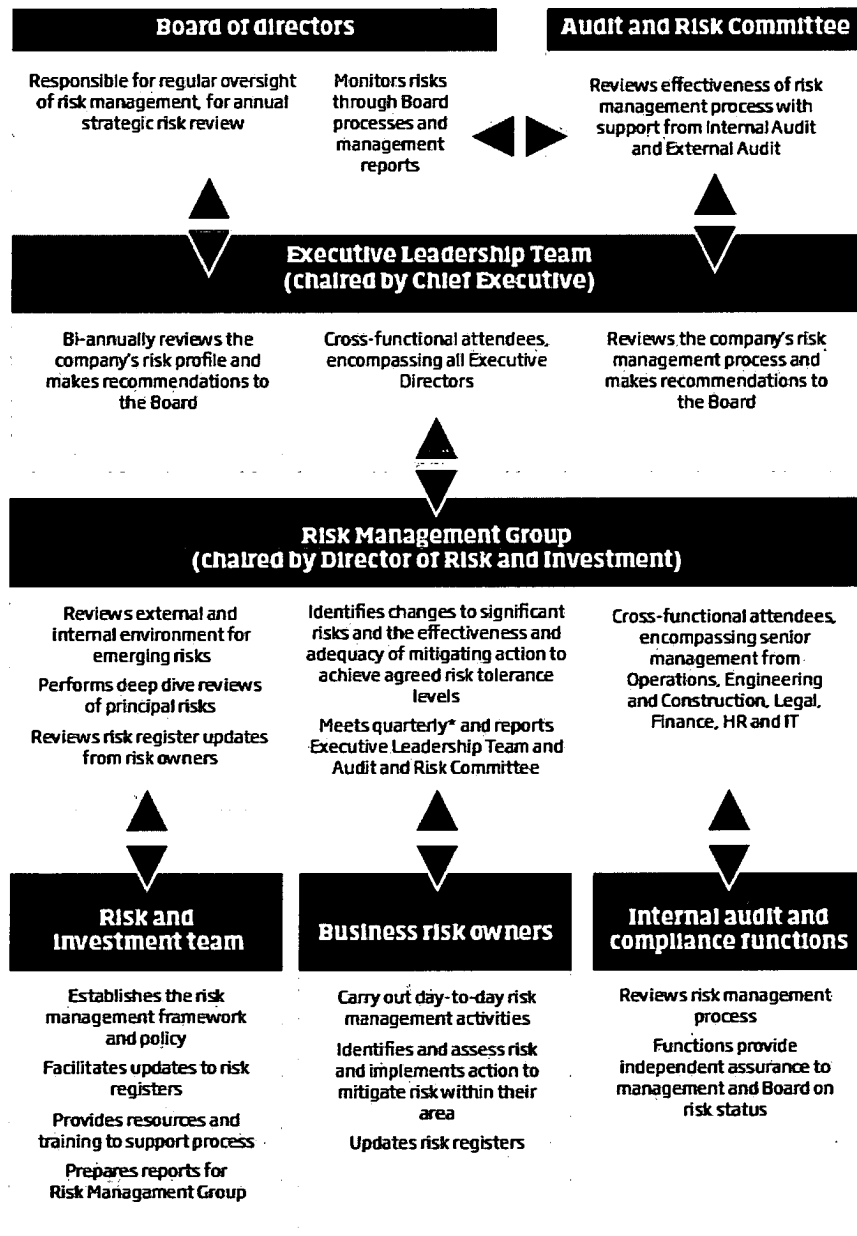 Board of directors
Responsible for regular oversight
of risk management, for annual
strategic risk review
Monitors risks
through Board
processes and
management
reports
Audit and Risk Committee
Reviews effectiveness of risk
management process with
support from Internal Audit
and External Audit
Executive Leadership Team
(chaired by Chief Executive)
Bi-annually reviews the
company's risk profile and
makes recommendations to
the Board
Cross-functional attendees,
encompassing all Executive
Directors
Reviews the company's risk
management process and
makes recommendations to
the Board
Risk Management Group
(chaired by Director of Risk and Investment)
Reviews external and
internal environment for
emerging risks
Performs deep dive reviews
of principal risks
Reviews risk register updates
from risk owners
Identifies changes to significant
risks and the effectiveness and
adequacy of mitigating action to
achieve agreed risk tolerance
levels
Meets quarterly* and reports
Executive Leadership Team and
Audit and Risk Committee
Cross-functional attendees,
encompassing senior
management from
Operations, Engineering
and Construction, Legal,
Finance, HR and IT
Risk and
investment team
Establishes the risk
management framework
and policy
Facilitates updates to risk
registers
Provides resources and
training to support process
Prepares reports for
Risk Managament Group
Business risk owners
Carry out day-to-day risk
management activities
Identifies and assess risk
and implements action to
mitigate risk within their
area
Updates risk registers
Internal audit and
compliance functions
Reviews risk management
process
Functions provide
independent assurance to
management and Board on
risk status